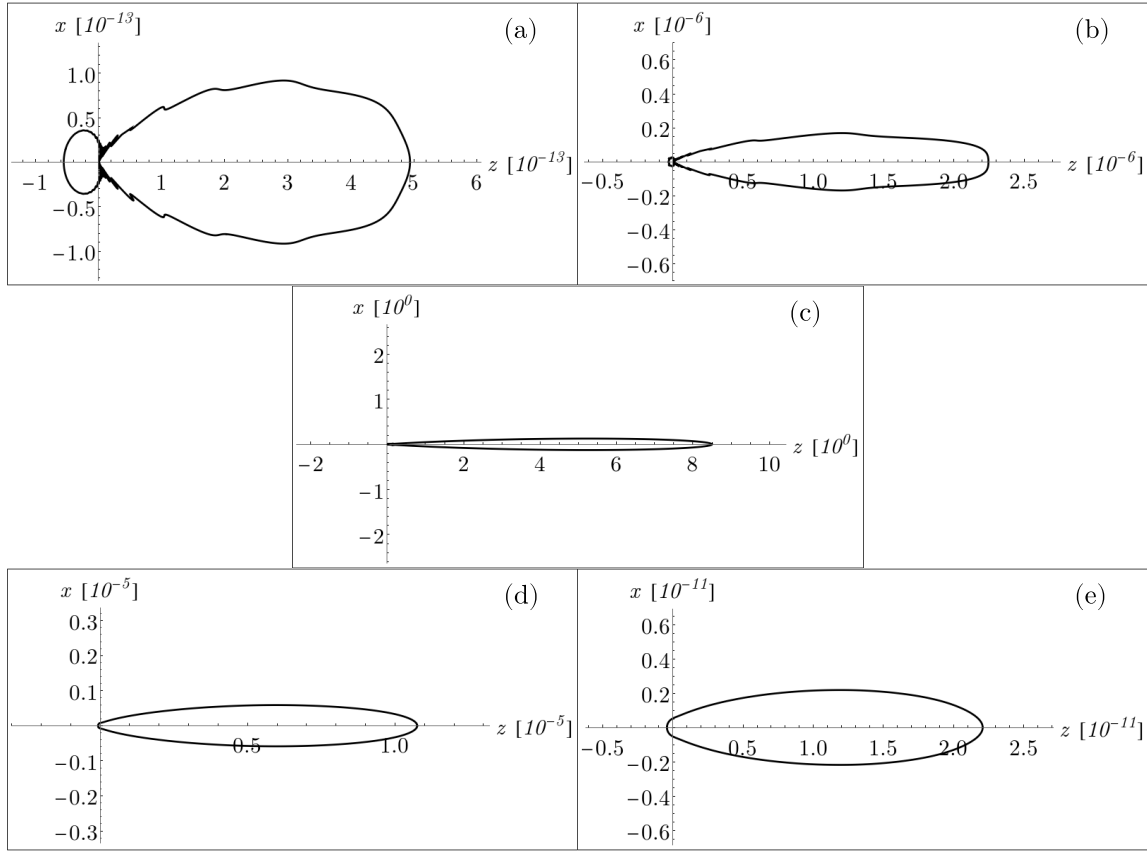 x [10^-13]
(a)
1.0
0.5
−0.5
−1.0
−1 1 2 3 4 5 6
z [10^-13]
x [10^-6]
(b)
0.6
0.4
0.2
−0.2
−0.4
−0.6
−0.5 0.5 1.0 1.5 2.0 2.5
z [10^-6]
x [10^0]
(c)
2
1
−1
−2
−2 2 4 6 8 10
z [10^0]
x [10^-5]
(d)
0.3
0.2
0.1
−0.1
−0.2
−0.3
0.5 1.0
z [10^-5]
x [10^-11]
(e)
0.6
0.4
0.2
−0.2
−0.4
−0.6
−0.5 0.5 1.0 1.5 2.0 2.5
z [10^-11]